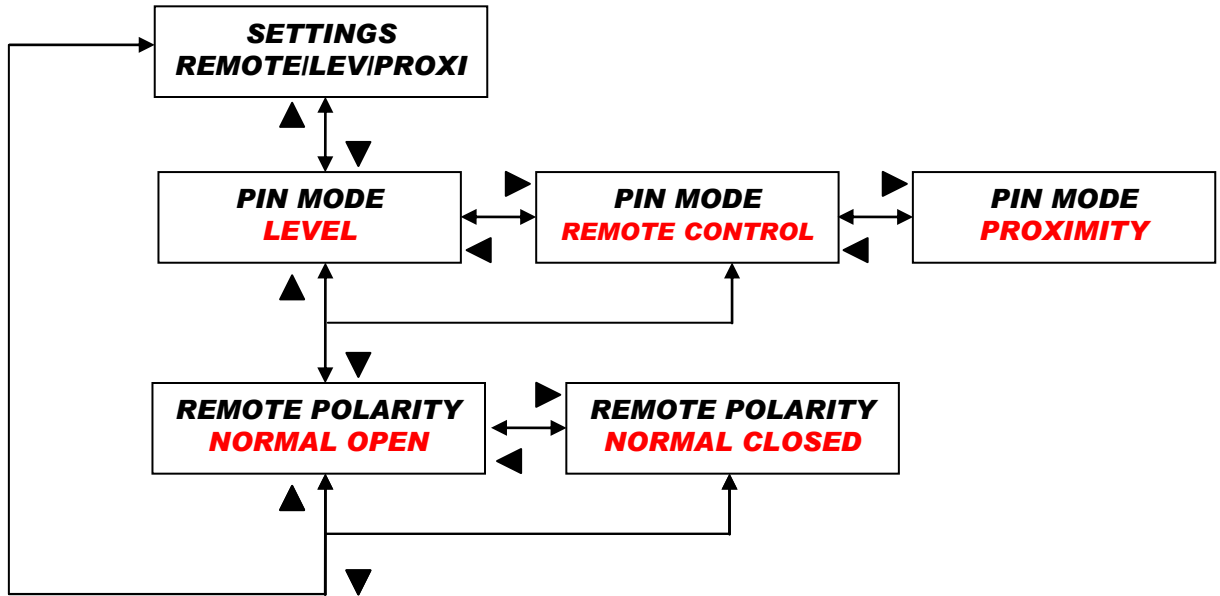 SETTINGS
REMOTE/LEV/PROXI
PIN MODE
LEVEL
PIN MODE
REMOTE CONTROL
PIN MODE
PROXIMITY
REMOTE POLARITY
NORMAL OPEN
REMOTE POLARITY
NORMAL CLOSED